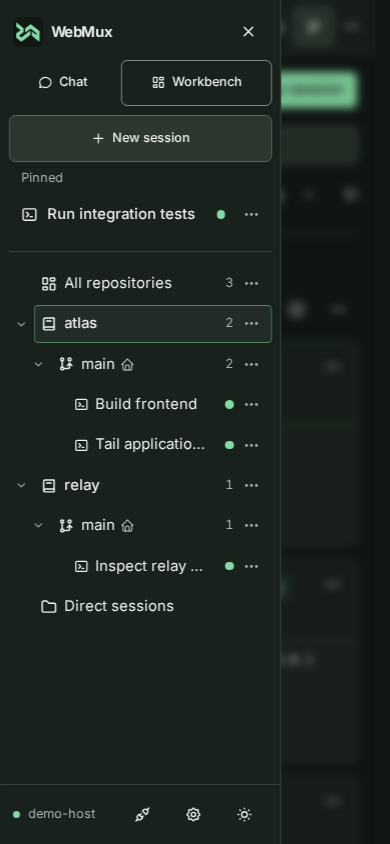 WebMux
Chat
Workbench
New session
Pinned
Run integration tests
All repositories 3
atlas 2
main 2
Build frontend
Tail applicatio...
relay 1
main 1
Inspect relay ...
Direct sessions
demo-host